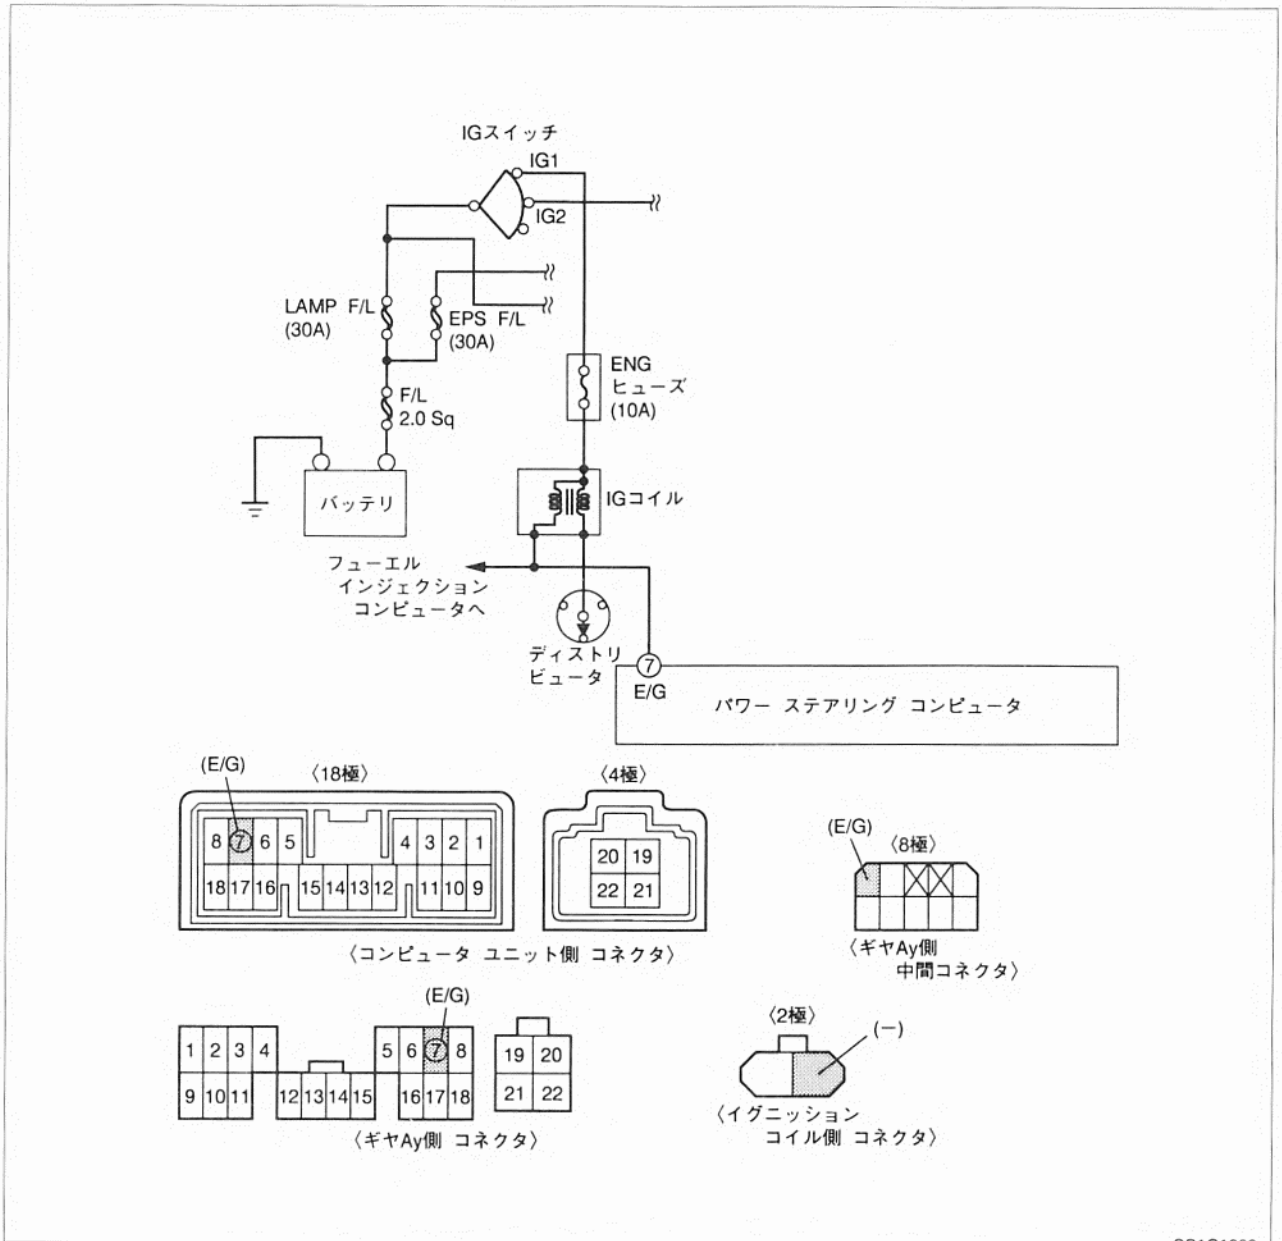 IGスイッチ
IG1
IG2
LAMP F/L
(30A)
EPS F/L
(30A)
ENG
ヒューズ
(10A)
F/L
2.0 Sq
バッテリ
IGコイル
フューエル
インジェクション
コンピュータへ
ディストリ
ビュータ
7
E/G
パワー ステアリング コンピュータ
(E/G)
〈18極〉
8 7 6 5 4 3 2 1
18 17 16 15 14 13 12 11 10 9
〈4極〉
20 19
22 21
〈コンピュータ ユニット側 コネクタ〉
(E/G)
〈8極〉
〈ギヤAy側
中間コネクタ〉
(E/G)
1 2 3 4 5 6 7 8
9 10 11 12 13 14 15 16 17 18
19 20
21 22
〈ギヤAy側 コネクタ〉
〈2極〉
(−)
〈イグニッション
コイル側 コネクタ〉